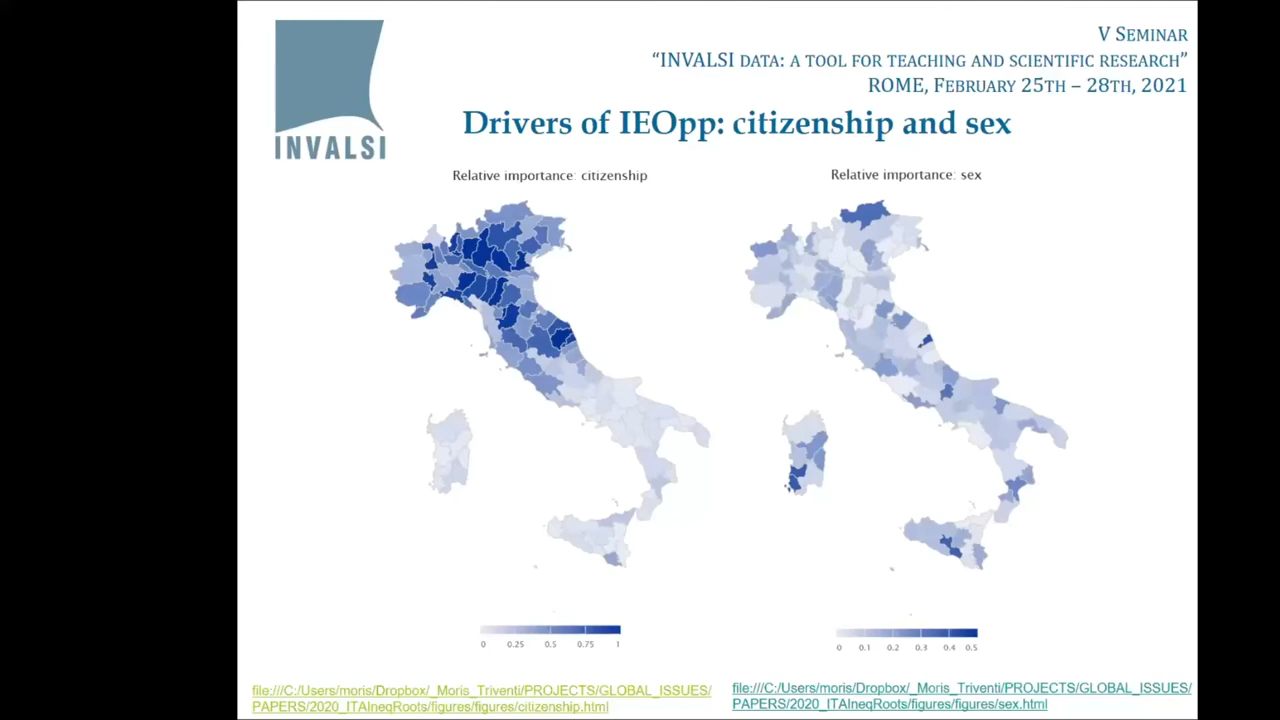 V SEMINAR
“INVALSI DATA: A TOOL FOR TEACHING AND SCIENTIFIC RESEARCH”
ROME, FEBRUARY 25TH – 28TH, 2021
INVALSI
Drivers of IEOpp: citizenship and sex
Relative importance: citizenship
Relative importance: sex
0 0.25 0.5 0.75 1
0 0.1 0.2 0.3 0.4 0.5
file:///C:/Users/moris/Dropbox/_Moris_Triventi/PROJECTS/GLOBAL_ISSUES/
PAPERS/2020_ITAIneqRoots/figures/figures/citizenship.html
file:///C:/Users/moris/Dropbox/_Moris_Triventi/PROJECTS/GLOBAL_ISSUES/
PAPERS/2020_ITAIneqRoots/figures/figures/sex.html